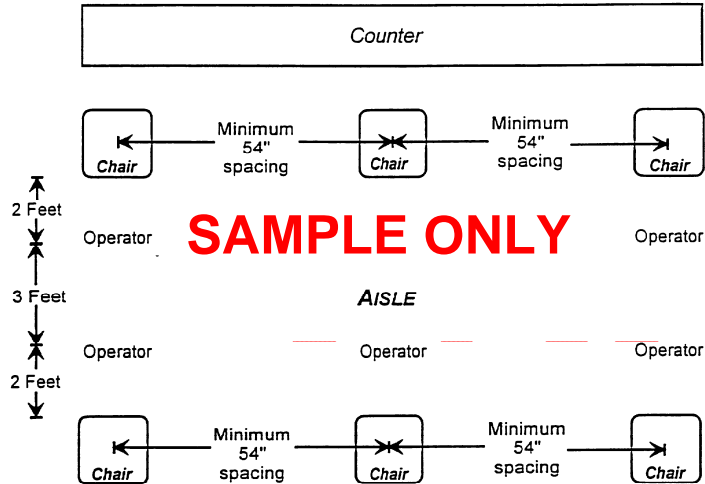 Counter
Minimum
54"
spacing
Minimum
54"
spacing
Chair
Chair
Chair
2 Feet
Operator
SAMPLE ONLY
Operator
3 Feet
AISLE
Operator
Operator
Operator
2 Feet
Minimum
54"
spacing
Minimum
54"
spacing
Chair
Chair
Chair